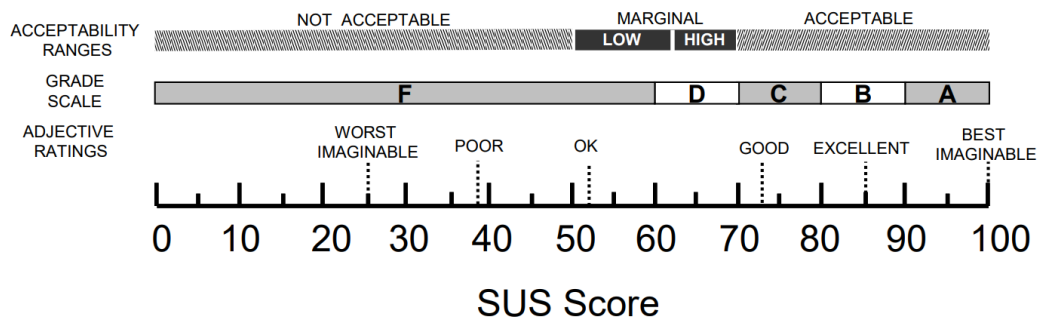 NOT ACCEPTABLE
MARGINAL
ACCEPTABLE
ACCEPTABILITY
RANGES
LOW
HIGH
GRADE
SCALE
F
D
C
B
A
ADJECTIVE
RATINGS
WORST
IMAGINABLE
POOR
OK
GOOD
EXCELLENT
BEST
IMAGINABLE
0 10 20 30 40 50 60 70 80 90 100
SUS Score